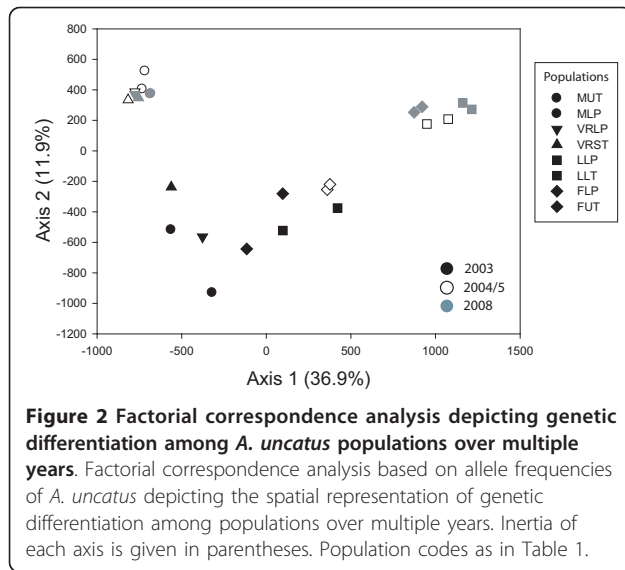 800
600
400
200
0
-200
-400
-600
-800
-1000
-1200
Axis 2 (11.9%)
-1000 -500 0 500 1000 1500
Axis 1 (36.9%)
2003
2004/5
2008
Populations
MUT
MLP
VRLP
VRST
LLP
LLT
FLP
FUT
Figure 2 Factorial correspondence analysis depicting genetic
differentiation among A. uncatus populations over multiple
years. Factorial correspondence analysis based on allele frequencies
of A. uncatus depicting the spatial representation of genetic
differentiation among populations over multiple years. Inertia of
each axis is given in parentheses. Population codes as in Table 1.